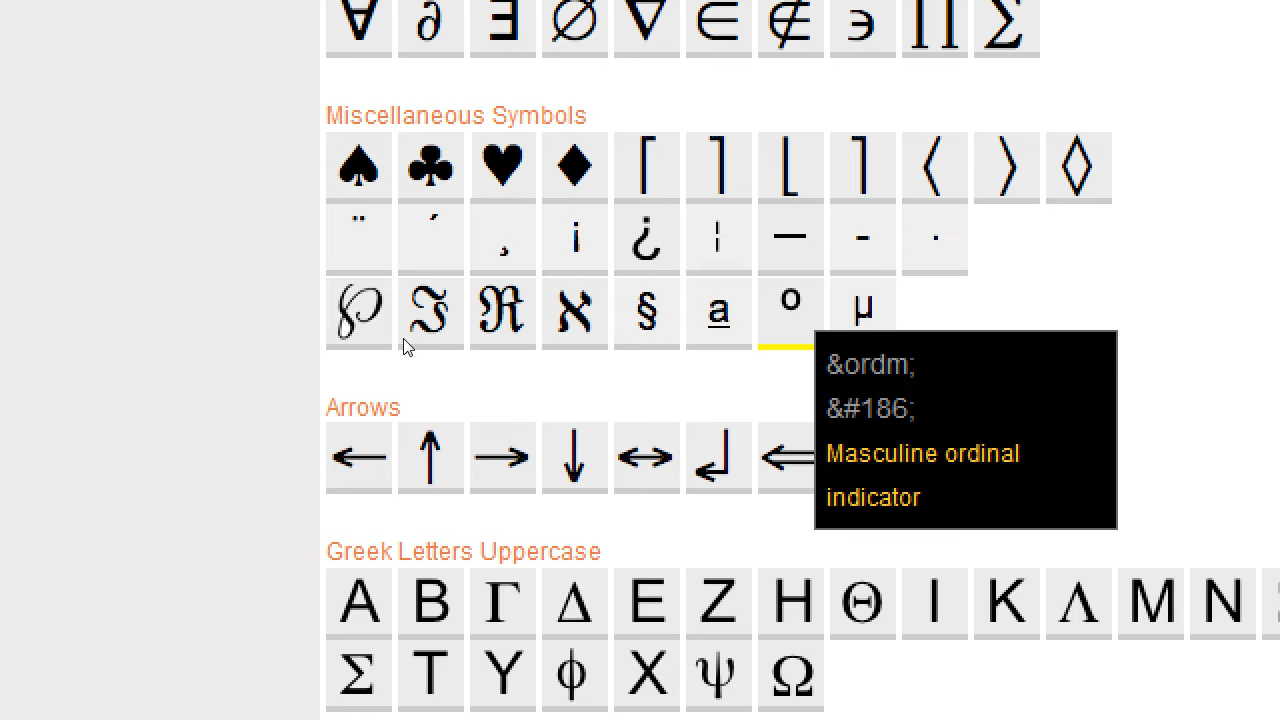 ∀ ∂ ∃ ∅ ∇ ∈ ∉ ∋ ∏ ∑
Miscellaneous Symbols
♠ ♣ ♥ ♦ ⌈ ⌉ ⌊ ⌉ 〈 〉 ◊
¨ ´ ¸ ¡ ¿ ¦ — - ·
℘ ℑ ℜ ℵ § a º µ
&ordm;
&#186;
Masculine ordinal
indicator
Arrows
← ↑ → ↓ ↔ ↲ ⇐
Greek Letters Uppercase
Α Β Γ Δ Ε Ζ Η Θ Ι Κ Λ Μ Ν
Σ Τ Υ ϕ Χ ψ Ω